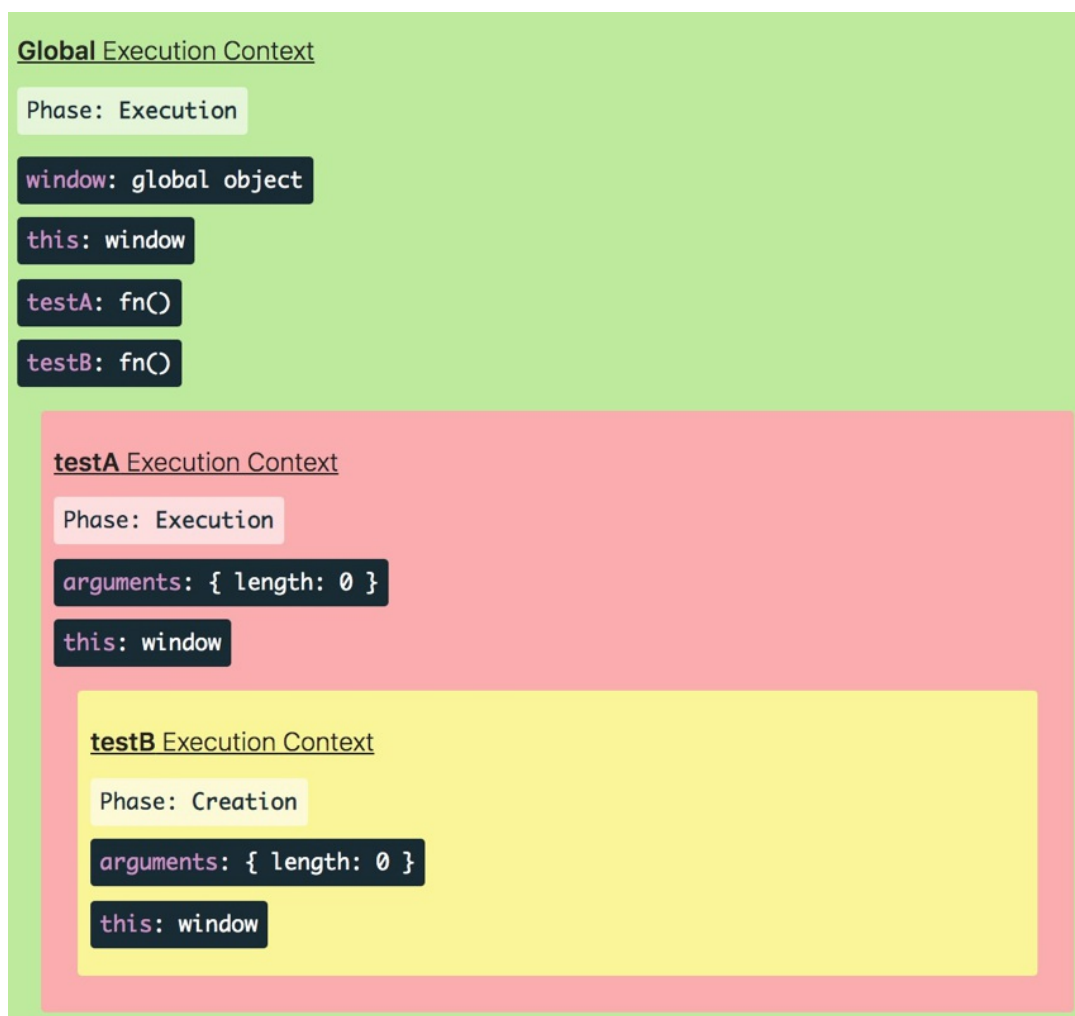 Global Execution Context
Phase: Execution
window: global object
this: window
testA: fn()
testB: fn()
testA Execution Context
Phase: Execution
arguments: { length: 0 }
this: window
testB Execution Context
Phase: Creation
arguments: { length: 0 }
this: window